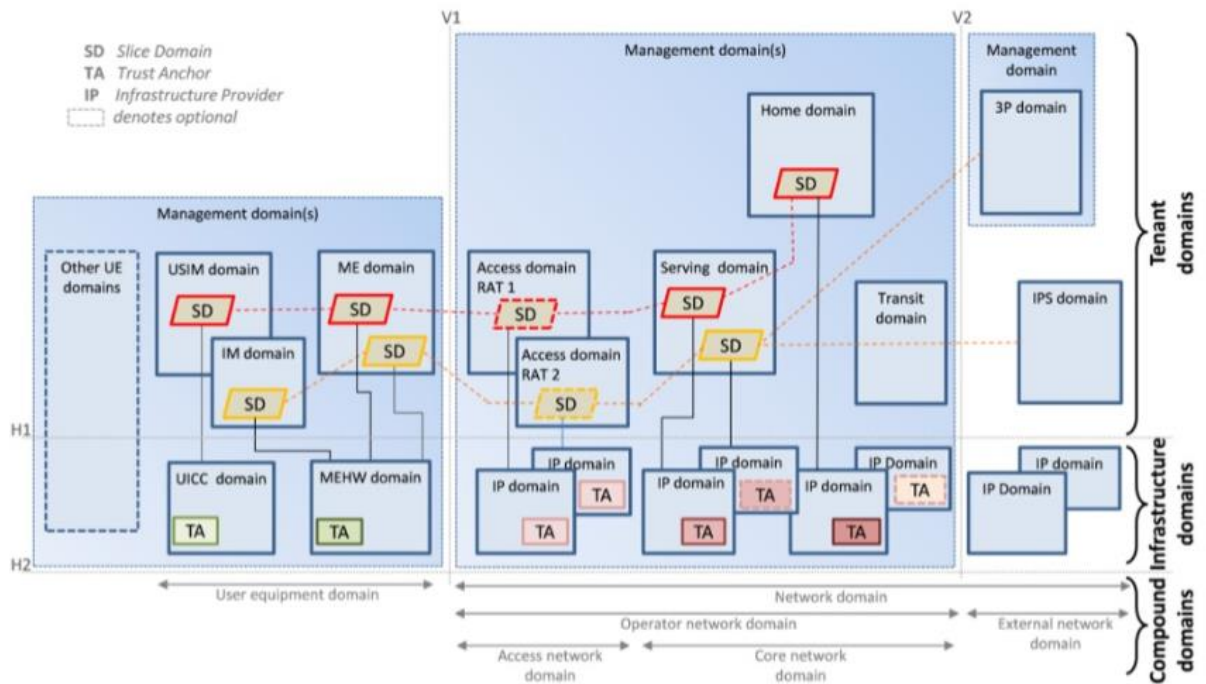 V1
V2
SD Slice Domain
TA Trust Anchor
IP Infrastructure Provider
denotes optional
Management domain(s)
Management
domain
Home domain
3P domain
SD
Management domain(s)
Other UE
domains
USIM domain
ME domain
Access domain
RAT 1
Serving domain
Transit
domain
IPS domain
SD
SD
SD
SD
IM domain
SD
Access domain
RAT 2
SD
SD
SD
Tenant
domains
H1
UICC domain
MEHW domain
IP domain
IP domain
IP domain
IP domain
IP domain
IP Domain
IP domain
IP Domain
TA
TA
TA
TA
TA
TA
TA
TA
Infrastructure
domains
H2
User equipment domain
Network domain
Operator network domain
External network
domain
Access network
domain
Core network
domain
Compound
domains